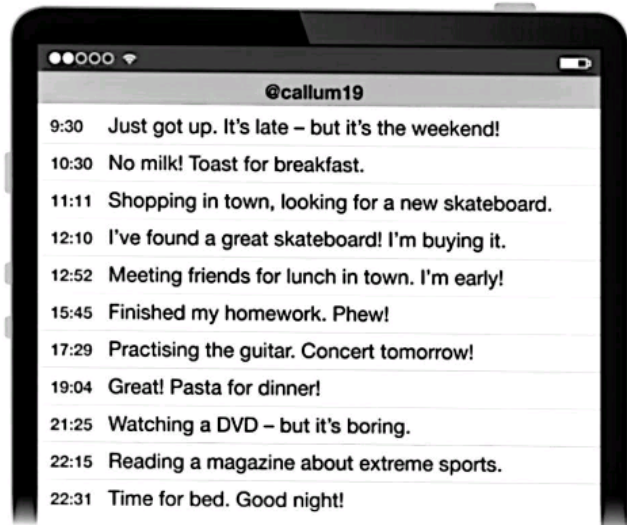 @callum19
9:30 Just got up. It's late – but it's the weekend!
10:30 No milk! Toast for breakfast.
11:11 Shopping in town, looking for a new skateboard.
12:10 I've found a great skateboard! I'm buying it.
12:52 Meeting friends for lunch in town. I'm early!
15:45 Finished my homework. Phew!
17:29 Practising the guitar. Concert tomorrow!
19:04 Great! Pasta for dinner!
21:25 Watching a DVD – but it's boring.
22:15 Reading a magazine about extreme sports.
22:31 Time for bed. Good night!